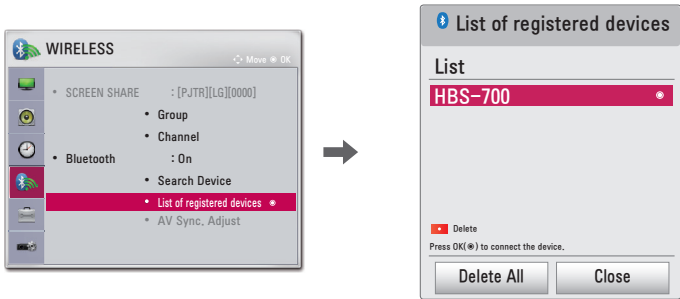 WIRELESS
Move OK
• SCREEN SHARE : [PJTR][LG][0000]
• Group
• Channel
• Bluetooth : On
• Search Device
• List of registered devices
• AV Sync. Adjust
List of registered devices
List
HBS-700
Delete
Press OK(◉) to connect the device.
Delete All Close